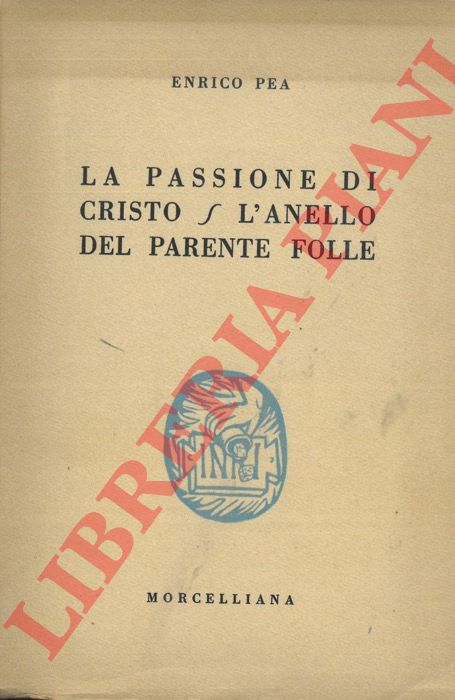 ENRICO PEA
LA PASSIONE DI
CRISTO ∫ L'ANELLO
DEL PARENTE FOLLE
INRI
MORCELLIANA
LIBRERIA PIANI